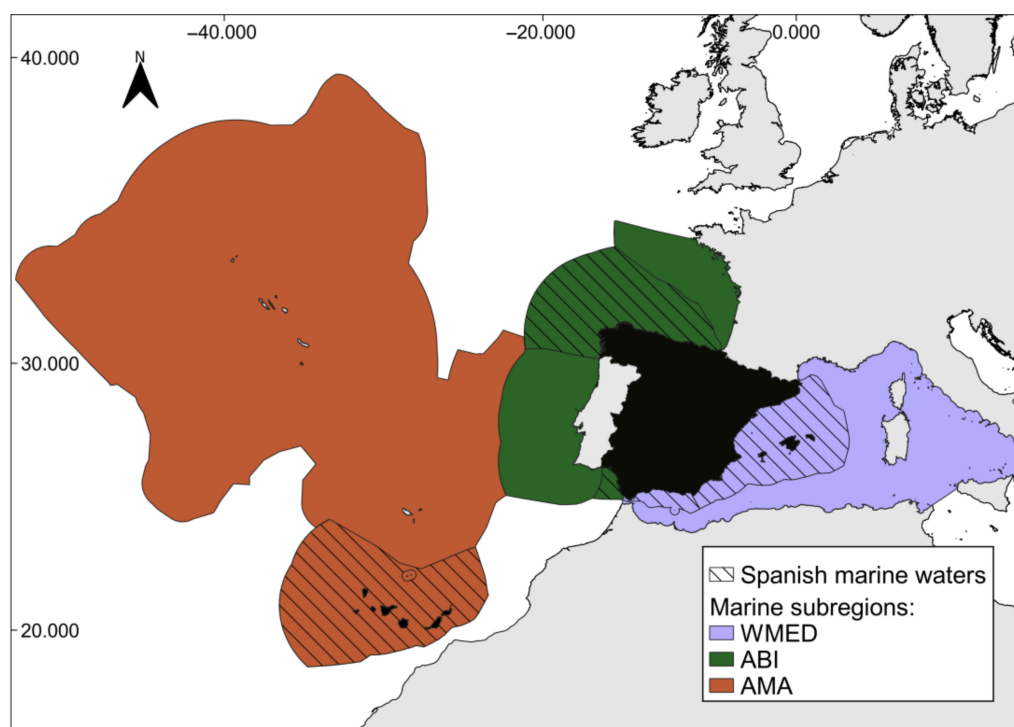 −40.000
−20.000
0.000
40.000
N
30.000
20.000
Spanish marine waters
Marine subregions:
WMED
ABI
AMA